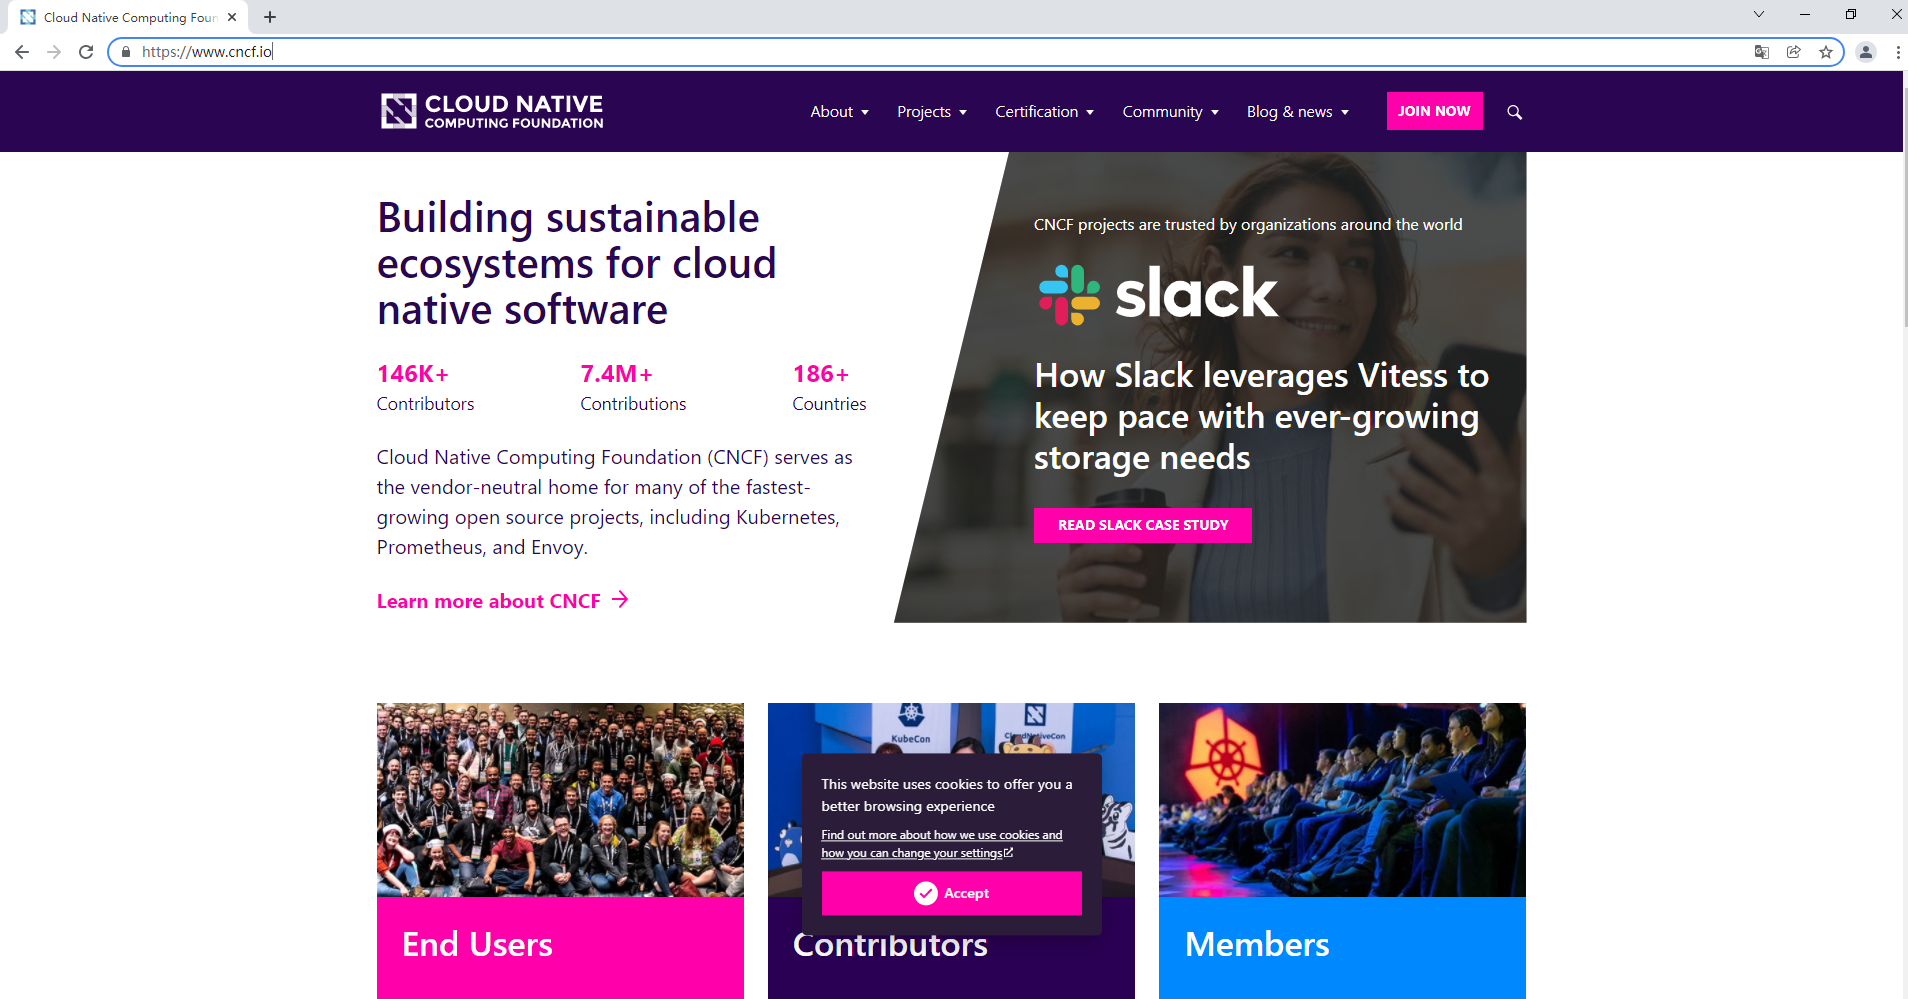 Cloud Native Computing Foun
https://www.cncf.io
CLOUD NATIVE
COMPUTING FOUNDATION
About
Projects
Certification
Community
Blog & news
JOIN NOW
Building sustainable
ecosystems for cloud
native software
146K+
Contributors
7.4M+
Contributions
186+
Countries
Cloud Native Computing Foundation (CNCF) serves as
the vendor-neutral home for many of the fastest-
growing open source projects, including Kubernetes,
Prometheus, and Envoy.
Learn more about CNCF
CNCF projects are trusted by organizations around the world
slack
How Slack leverages Vitess to
keep pace with ever-growing
storage needs
READ SLACK CASE STUDY
KubeCon
CloudNativeCon
This website uses cookies to offer you a
better browsing experience
Find out more about how we use cookies and
how you can change your settings
Accept
End Users
Contributors
Members